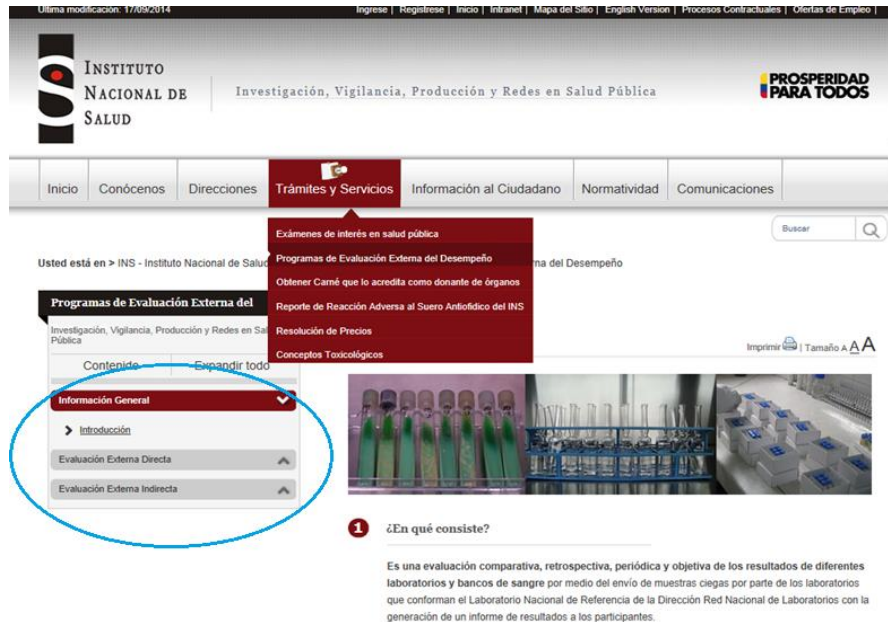 Ultima modificación: 17/09/2014 Ingrese | Regístrese | Inicio | Intranet | Mapa del Sitio | English Version | Procesos Contractuales | Ofertas de Empleo |
INSTITUTO
NACIONAL DE
SALUD
Investigación, Vigilancia, Producción y Redes en Salud Pública
PROSPERIDAD
PARA TODOS
Inicio Conócenos Direcciones Trámites y Servicios Información al Ciudadano Normatividad Comunicaciones
Buscar
Exámenes de interés en salud pública
Programas de Evaluación Externa del Desempeño
Obtener Carné que lo acredita como donante de órganos
Reporte de Reacción Adversa al Suero Antiofidico del INS
Resolución de Precios
Conceptos Toxicológicos
Usted está en > INS - Instituto Nacional de Salud del Desempeño
Programas de Evaluación Externa del
Investigación, Vigilancia, Producción y Redes en
Pública
Contenido Expandir todo
Información General
Introducción
Evaluación Externa Directa
Evaluación Externa Indirecta
Imprimir | Tamaño A A A
1 ¿En qué consiste?
Es una evaluación comparativa, retrospectiva, periódica y objetiva de los resultados de diferentes
laboratorios y bancos de sangre por medio del envío de muestras ciegas por parte de los laboratorios
que conforman el Laboratorio Nacional de Referencia de la Dirección Red Nacional de Laboratorios con la
generación de un informe de resultados a los participantes.